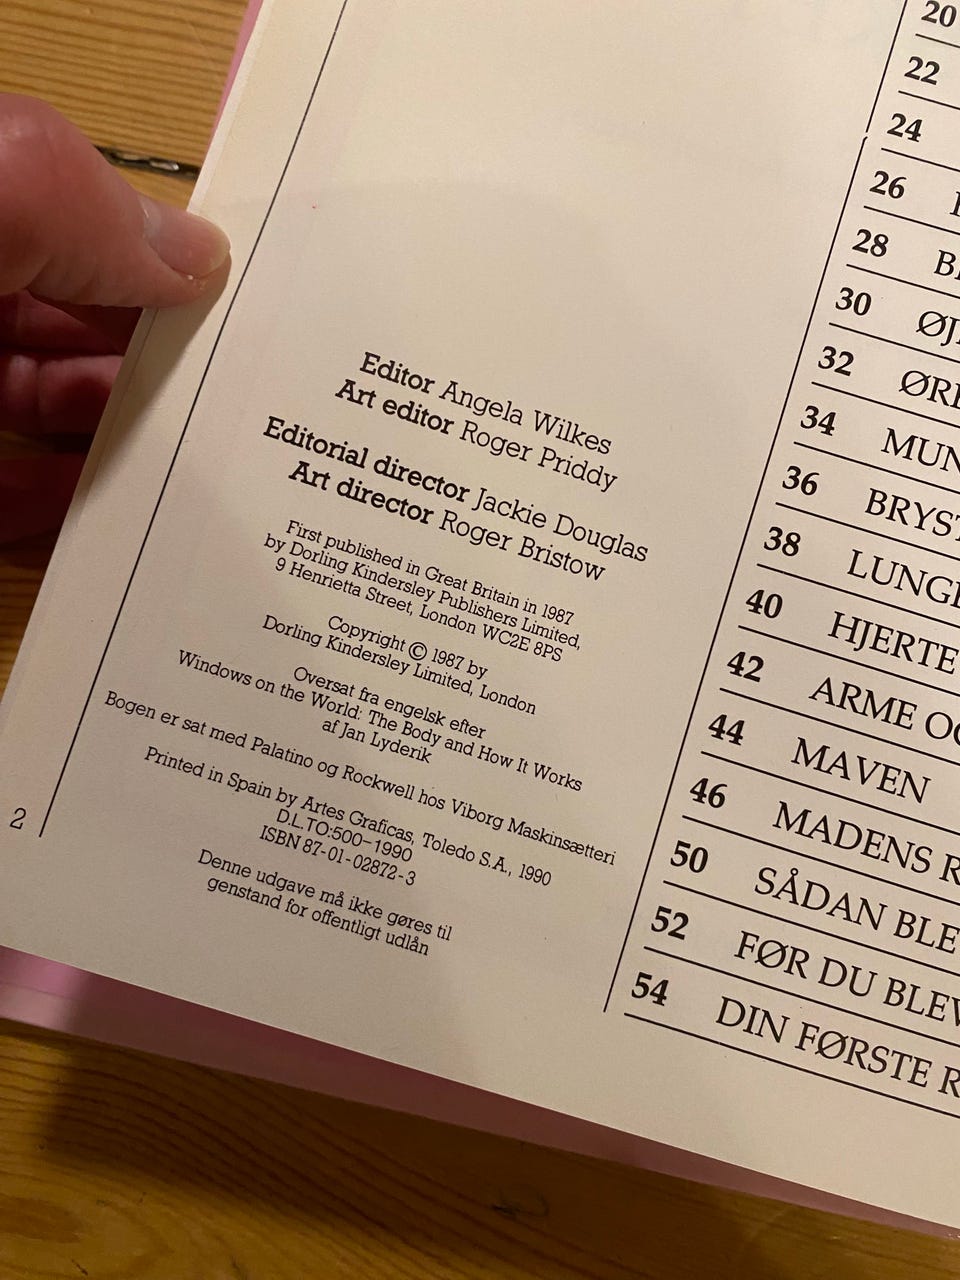 Editor Angela Wilkes
Art editor Roger Priddy
Editorial director Jackie Douglas
Art director Roger Bristow
First published in Great Britain in 1987
by Dorling Kindersley Publishers Limited,
9 Henrietta Street, London WC2E 8PS
Copyright © 1987 by
Dorling Kindersley Limited, London
Oversat fra engelsk efter
Windows on the World: The Body and How It Works
af Jan Lyderik
Bogen er sat med Palatino og Rockwell hos Viborg Maskinsætteri
Printed in Spain by Artes Graficas, Toledo S.A., 1990
D.L.TO:500–1990
ISBN 87-01-02872-3
Denne udgave må ikke gøres til
genstand for offentligt udlån
2
20
22
24
26
28
30
32
34
36
38
40 HJERTE
42 ARME
44 MAVEN
46 MADENS
50 SÅDAN
52 FØR DU
54 DIN FØRSTE